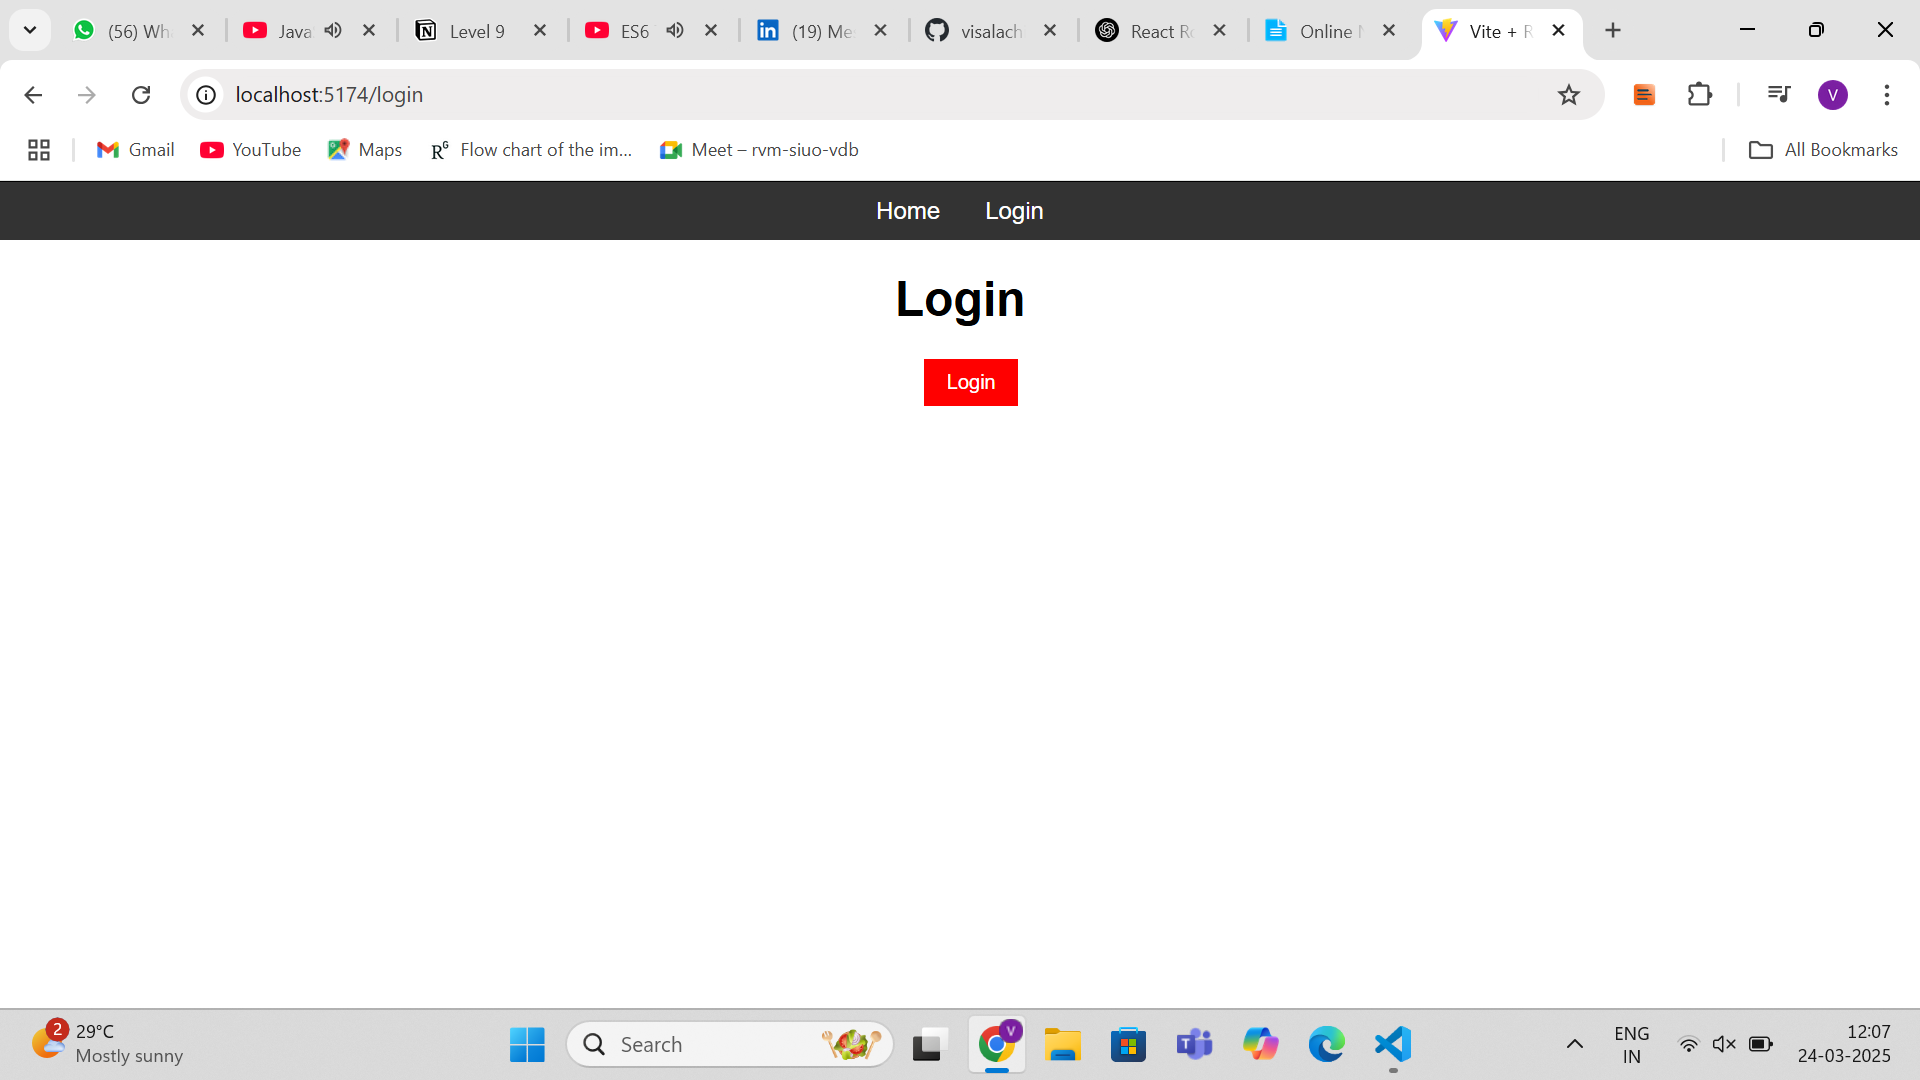 (56) Wh
Java
Level 9
ES6
(19) Me
visalach
React Ro
Online
Vite + R
localhost:5174/login
V
Gmail
YouTube
Maps
RG
Flow chart of the im...
Meet – rvm-siuo-vdb
All Bookmarks
Home
Login
Login
Login
2
29°C
Mostly sunny
Search
V
ENG
IN
12:07
24-03-2025